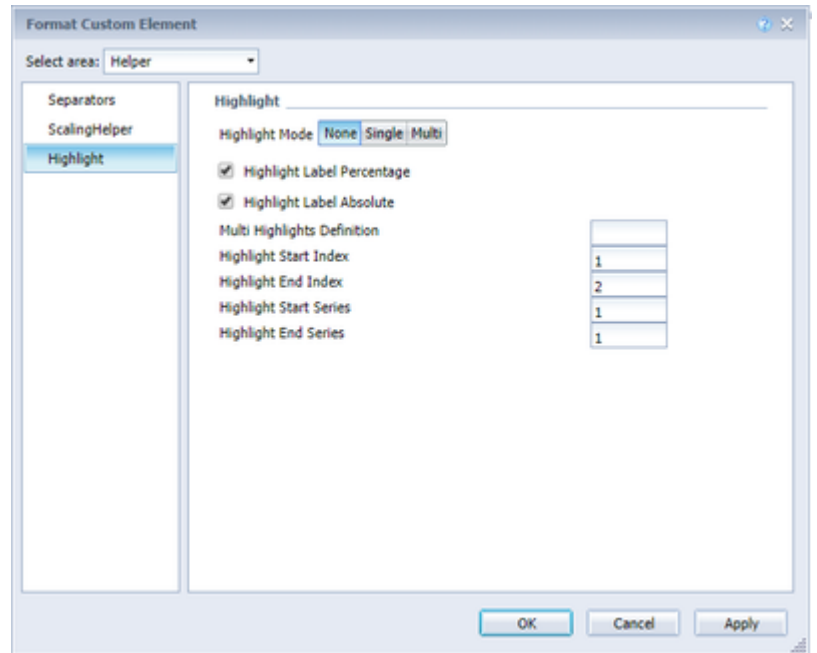 Format Custom Element
Select area: Helper
Separators
ScalingHelper
Highlight
Highlight
Highlight Mode None Single Multi
Highlight Label Percentage
Highlight Label Absolute
Multi Highlights Definition
Highlight Start Index 1
Highlight End Index 2
Highlight Start Series 1
Highlight End Series 1
OK Cancel Apply